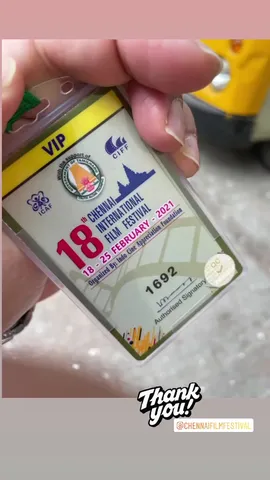 VIP
ICAF
CIFF
18th CHENNAI
INTERNATIONAL
FILM FESTIVAL
18 - 25 FEBRUARY - 2021
Organized By: Indo Cine Appreciation Foundation
1692
Authorised Signatory
Thank
you!
@CHENNAIFILMFESTIVAL